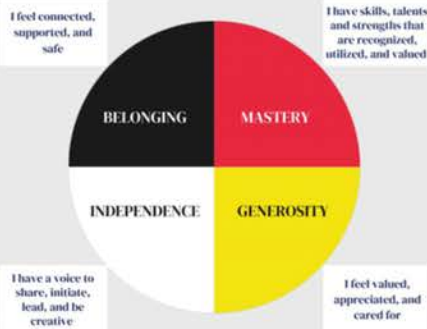 I feel connected,
supported, and
safe
I have skills, talents
and strengths that
are recognized,
utilized, and valued
BELONGING
MASTERY
INDEPENDENCE
GENEROSITY
I have a voice to
share, initiate,
lead, and be
creative
I feel valued,
appreciated, and
cared for